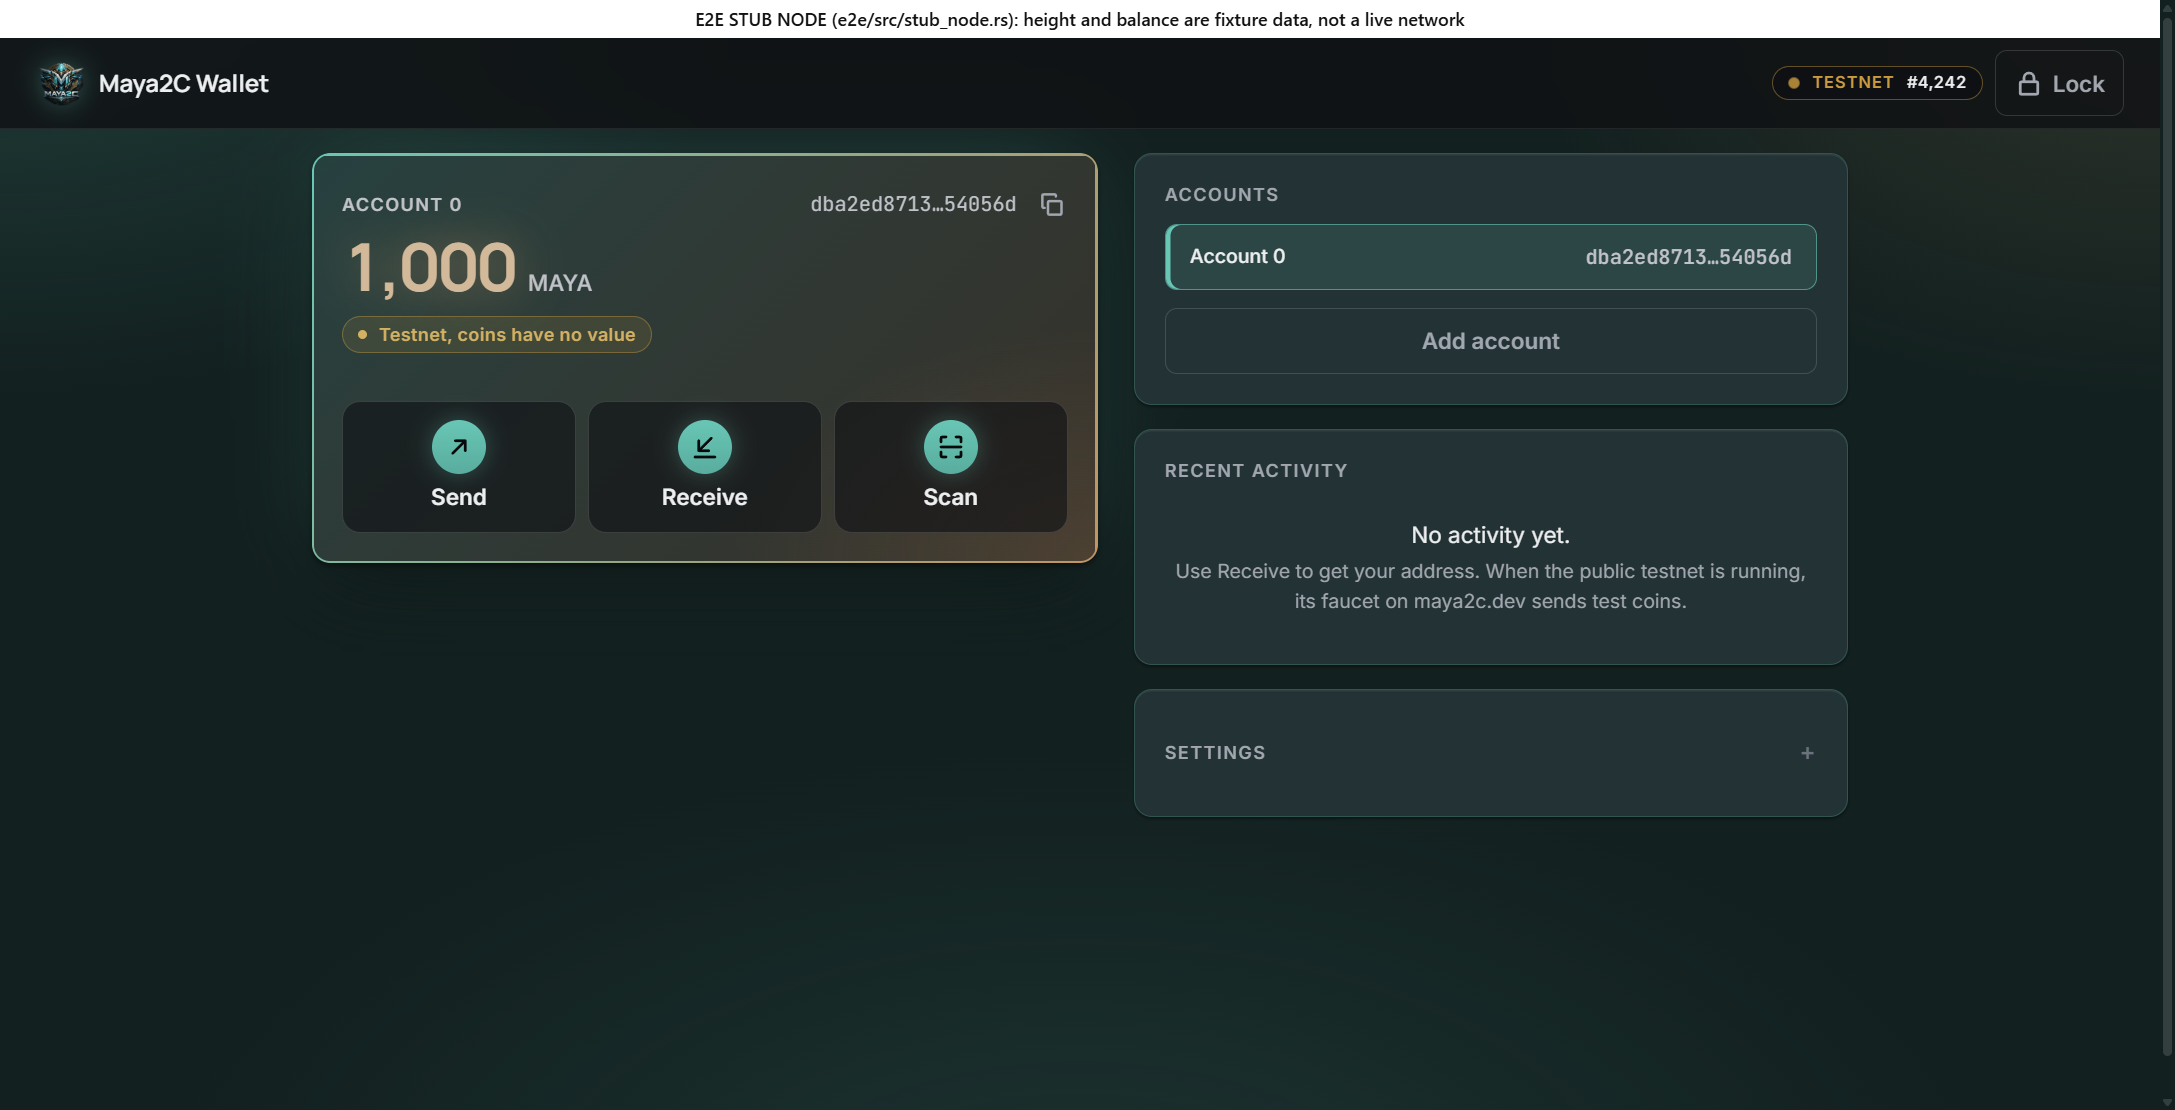 E2E STUB NODE (e2e/src/stub_node.rs): height and balance are fixture data, not a live network
MAYA2C
Maya2C Wallet
TESTNET #4,242
Lock
ACCOUNT 0
dba2ed8713…54056d
1,000 MAYA
Testnet, coins have no value
Send
Receive
Scan
ACCOUNTS
Account 0
dba2ed8713…54056d
Add account
RECENT ACTIVITY
No activity yet.
Use Receive to get your address. When the public testnet is running,
its faucet on maya2c.dev sends test coins.
SETTINGS
+